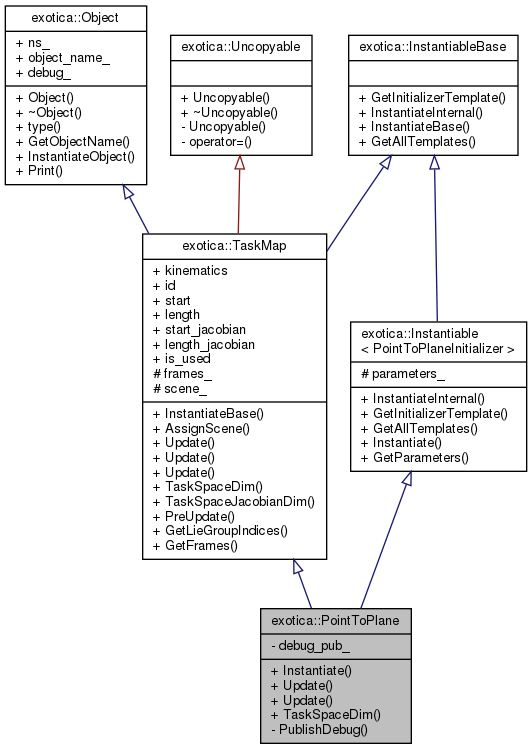 exotica::Object
+ ns_
+ object_name_
+ debug_
+ Object()
+ ~Object()
+ type()
+ GetObjectName()
+ InstantiateObject()
+ Print()
exotica::Uncopyable
+ Uncopyable()
+ ~Uncopyable()
- Uncopyable()
- operator=()
exotica::InstantiableBase
+ GetInitializerTemplate()
+ InstantiateInternal()
+ InstantiateBase()
+ GetAllTemplates()
exotica::TaskMap
+ kinematics
+ id
+ start
+ length
+ start_jacobian
+ length_jacobian
+ is_used
# frames_
# scene_
+ InstantiateBase()
+ AssignScene()
+ Update()
+ Update()
+ Update()
+ TaskSpaceDim()
+ TaskSpaceJacobianDim()
+ PreUpdate()
+ GetLieGroupIndices()
+ GetFrames()
exotica::Instantiable
< PointToPlaneInitializer >
# parameters_
+ InstantiateInternal()
+ GetInitializerTemplate()
+ GetAllTemplates()
+ Instantiate()
+ GetParameters()
exotica::PointToPlane
- debug_pub_
+ Instantiate()
+ Update()
+ Update()
+ TaskSpaceDim()
- PublishDebug()